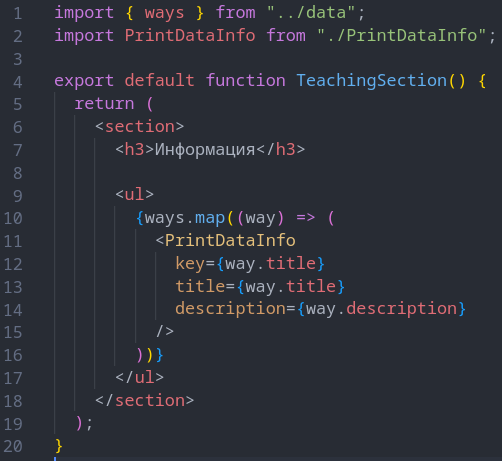 1 import { ways } from "../data";
2 import PrintDataInfo from "./PrintDataInfo";
3
4 export default function TeachingSection() {
5   return (
6     <section>
7       <h3>Информация</h3>
8
9       <ul>
10         {ways.map((way) => (
11           <PrintDataInfo
12             key={way.title}
13             title={way.title}
14             description={way.description}
15           />
16         ))}
17       </ul>
18     </section>
19   );
20 }